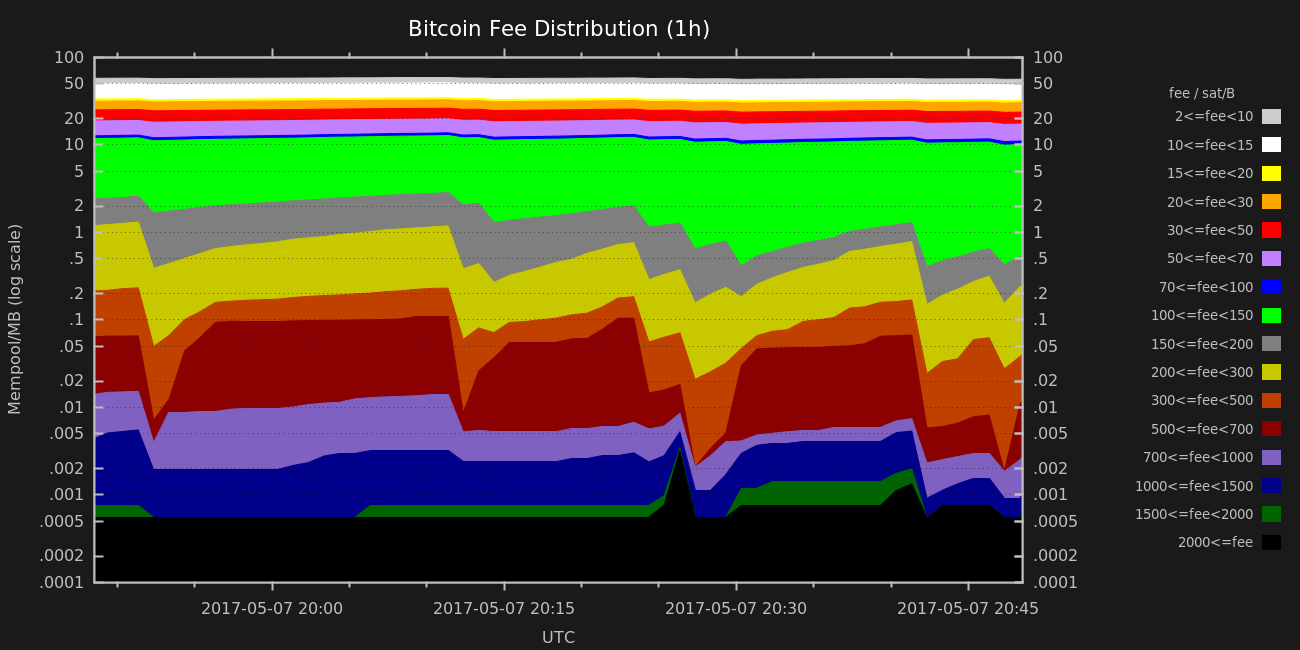 Bitcoin Fee Distribution (1h)
100 100
50 50
20 20
10 10
5 5
2 2
1 1
.5 .5
.2 .2
.1 .1
.05 .05
.02 .02
.01 .01
.005 .005
.002 .002
.001 .001
.0005 .0005
.0002 .0002
.0001 .0001
Mempool/MB (log scale)
2017-05-07 20:00 2017-05-07 20:15 2017-05-07 20:30 2017-05-07 20:45
UTC
fee / sat/B
2<=fee<10
10<=fee<15
15<=fee<20
20<=fee<30
30<=fee<50
50<=fee<70
70<=fee<100
100<=fee<150
150<=fee<200
200<=fee<300
300<=fee<500
500<=fee<700
700<=fee<1000
1000<=fee<1500
1500<=fee<2000
2000<=fee